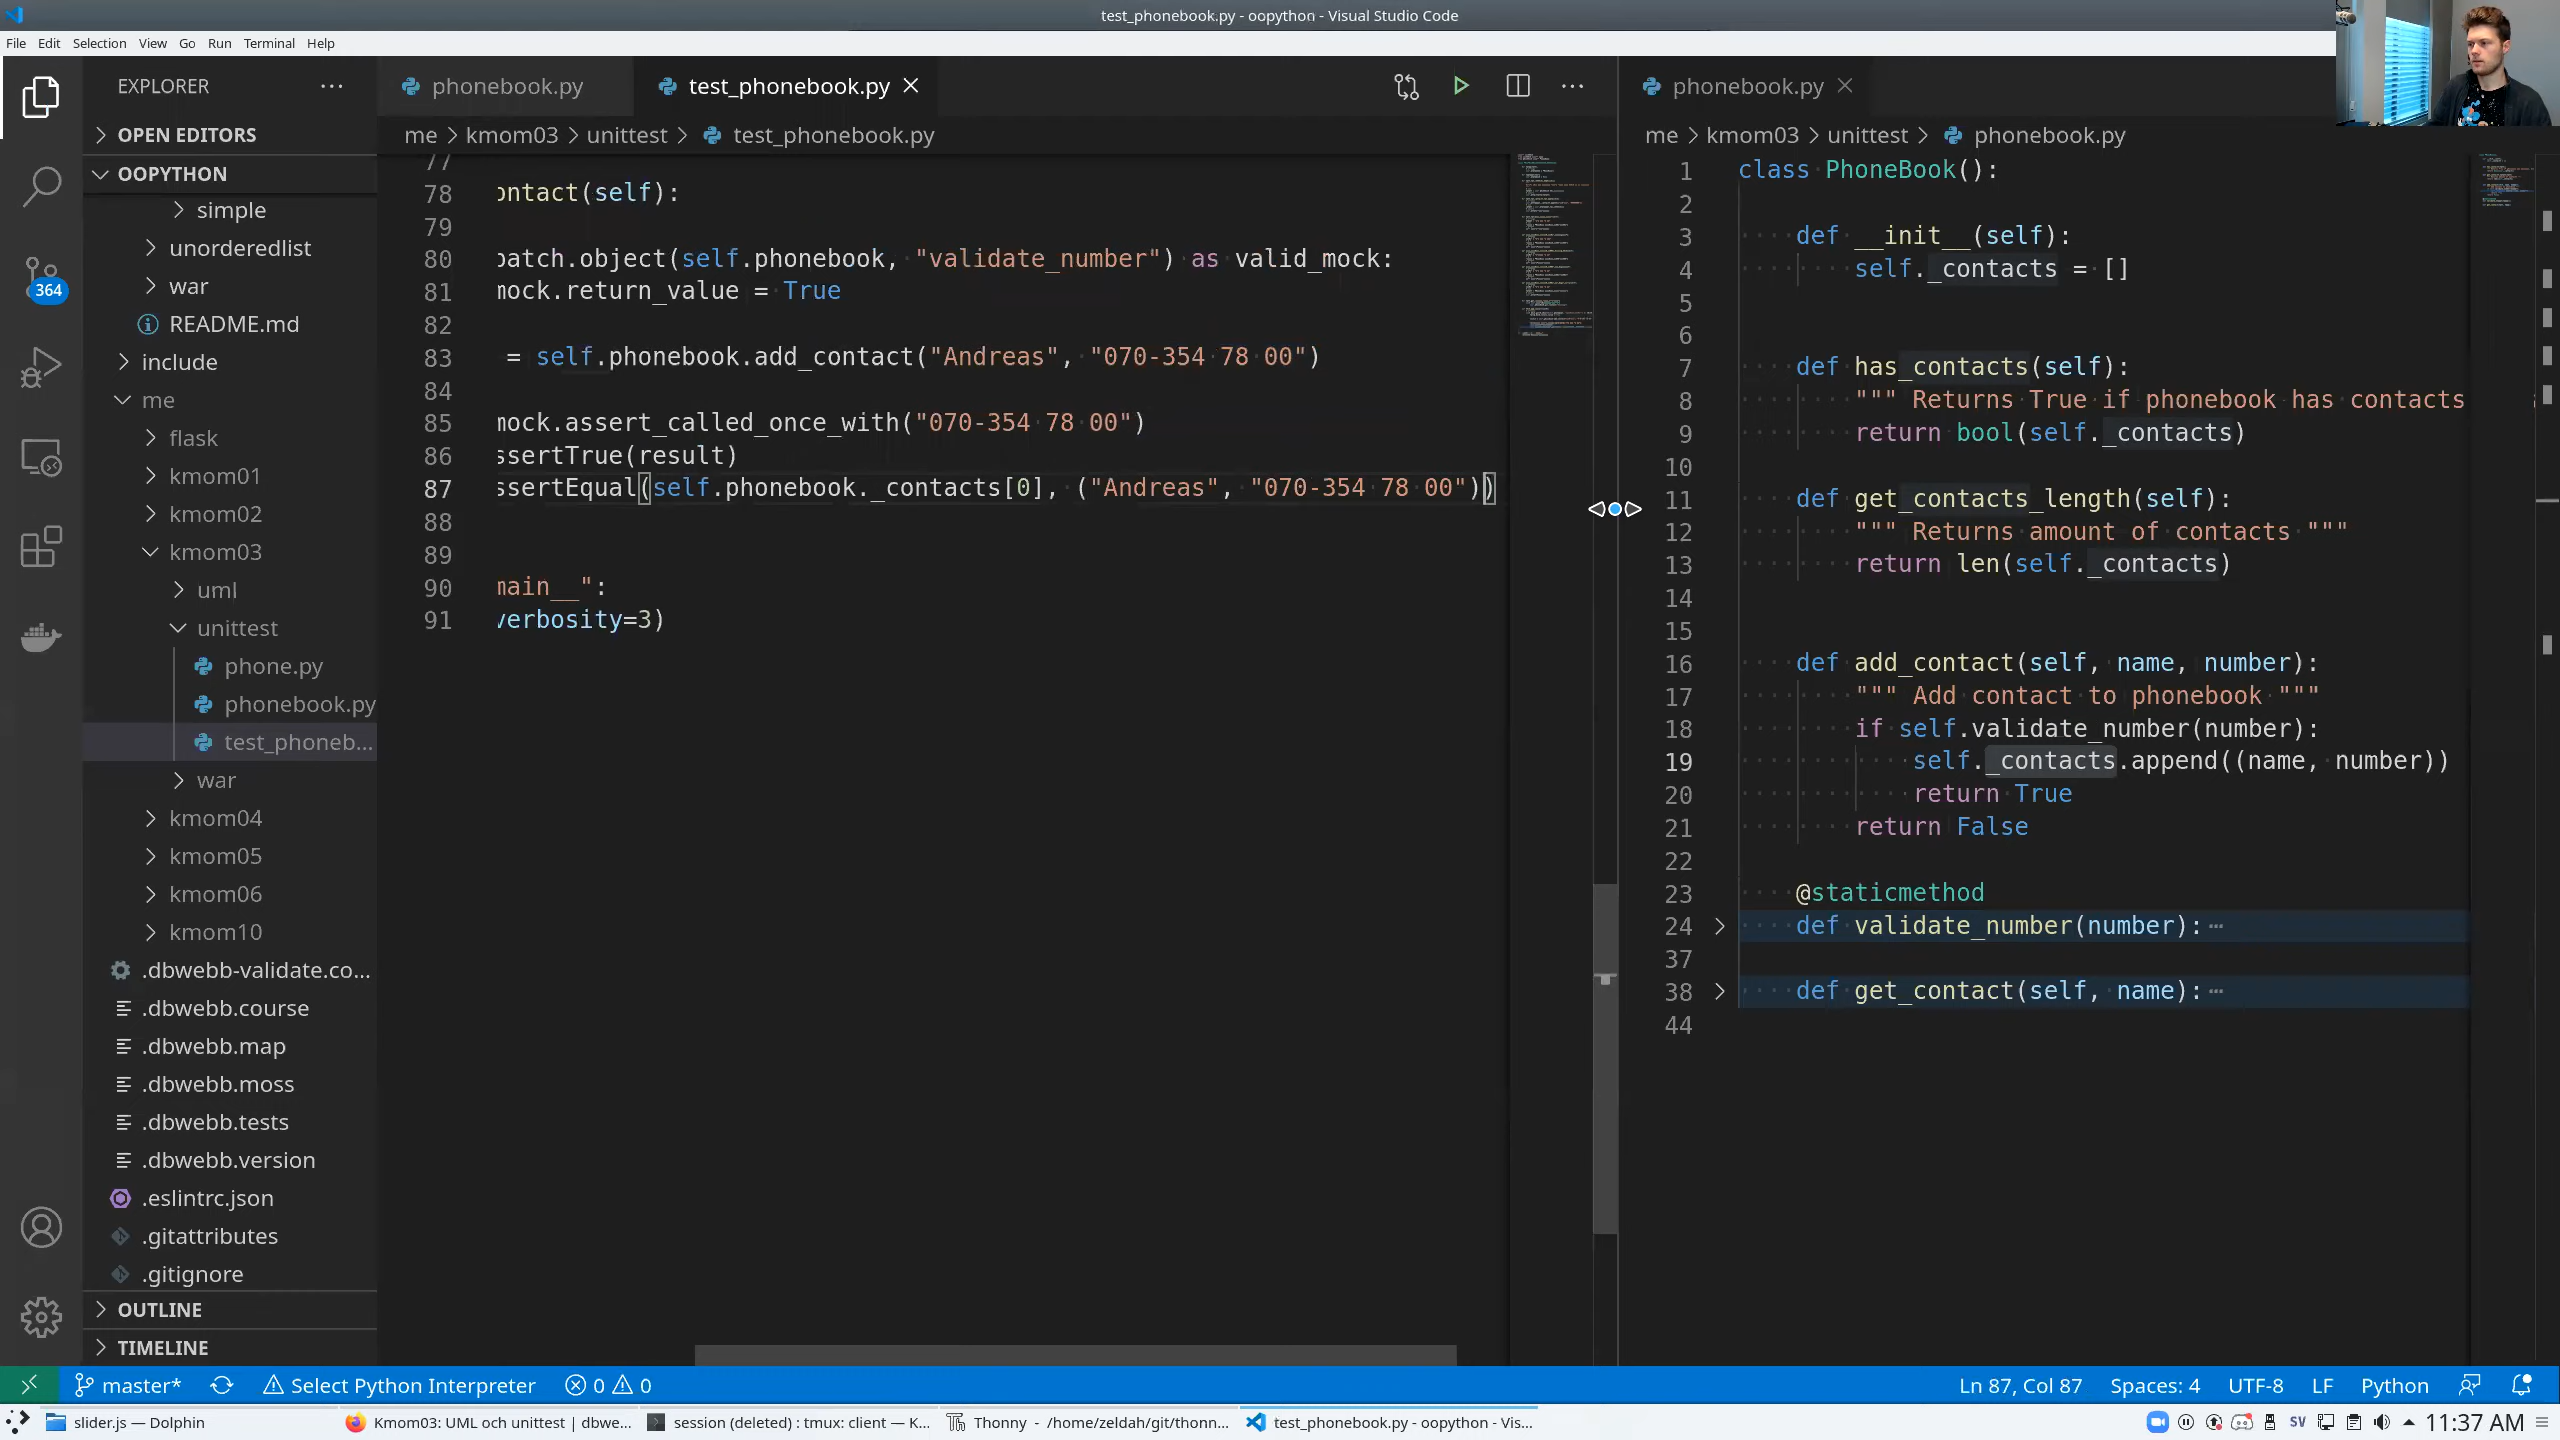 test_phonebook.py - oopython - Visual Studio Code
File Edit Selection View Go Run Terminal Help
EXPLORER
OPEN EDITORS
OOPYTHON
simple
unorderedlist
war
README.md
include
me
flask
kmom01
kmom02
kmom03
uml
unittest
phone.py
phonebook.py
test_phoneb...
war
kmom04
kmom05
kmom06
kmom10
.dbwebb-validate.co...
.dbwebb.course
.dbwebb.map
.dbwebb.moss
.dbwebb.tests
.dbwebb.version
.eslintrc.json
.gitattributes
.gitignore
OUTLINE
TIMELINE
364
phonebook.py test_phonebook.py
me > kmom03 > unittest > test_phonebook.py
77
78 ontact(self):
79
80 patch.object(self.phonebook, "validate_number") as valid_mock:
81 mock.return_value = True
82
83 = self.phonebook.add_contact("Andreas", "070-354 78 00")
84
85 mock.assert_called_once_with("070-354 78 00")
86 ssertTrue(result)
87 ssertEqual(self.phonebook._contacts[0], ("Andreas", "070-354 78 00"))
88
89
90 main__":
91 verbosity=3)
phonebook.py
me > kmom03 > unittest > phonebook.py
1 class PhoneBook():
2
3 def __init__(self):
4 self._contacts = []
5
6
7 def has_contacts(self):
8 """ Returns True if phonebook has contacts
9 return bool(self._contacts)
10
11 def get_contacts_length(self):
12 """ Returns amount of contacts """
13 return len(self._contacts)
14
15
16 def add_contact(self, name, number):
17 """ Add contact to phonebook """
18 if self.validate_number(number):
19 self._contacts.append((name, number))
20 return True
21 return False
22
23 @staticmethod
24 def validate_number(number):
37
38 def get_contact(self, name):
44
master* Select Python Interpreter 0 0 Ln 87, Col 87 Spaces: 4 UTF-8 LF Python
slider.js — Dolphin Kmom03: UML och unittest | dbwe... session (deleted) : tmux: client — K... Thonny - /home/zeldah/git/thonn... test_phonebook.py - oopython - Vis... SV 11:37 AM